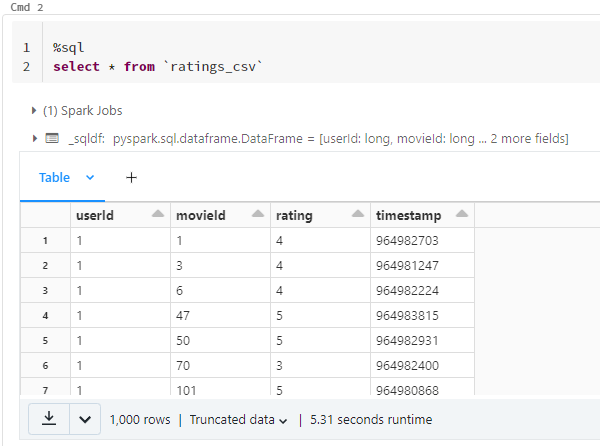 Cmd 2
1 %sql
2 select * from `ratings_csv`
(1) Spark Jobs
_sqldf: pyspark.sql.dataframe.DataFrame = [userId: long, movieId: long ... 2 more fields]
Table +
userId movieId rating timestamp
1 1 1 4 964982703
2 1 3 4 964981247
3 1 6 4 964982224
4 1 47 5 964983815
5 1 50 5 964982931
6 1 70 3 964982400
7 1 101 5 964980868
1,000 rows | Truncated data | 5.31 seconds runtime